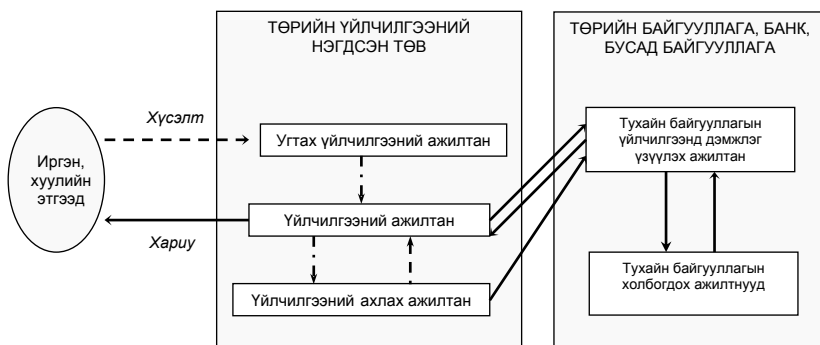 ТӨРИЙН ҮЙЛЧИЛГЭЭНИЙ
НЭГДСЭН ТӨВ
ТӨРИЙН БАЙГУУЛЛАГА, БАНК,
БУСАД БАЙГУУЛЛАГА
Хүсэлт
Иргэн,
хуулийн
этгээд
Хариу
Угтах үйлчилгээний ажилтан
Үйлчилгээний ажилтан
Үйлчилгээний ахлах ажилтан
Тухайн байгууллагын
үйлчилгээнд дэмжлэг
үзүүлэх ажилтан
Тухайн байгууллагын
холбогдох ажилтнууд